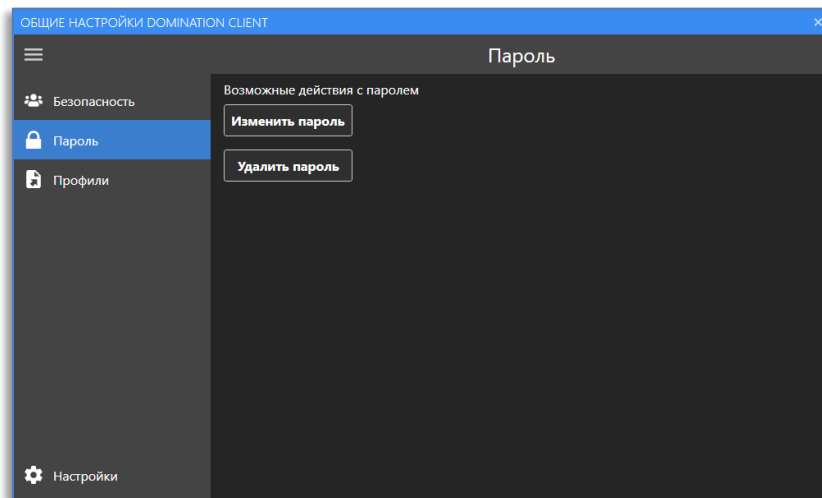 ОБЩИЕ НАСТРОЙКИ DOMINATION CLIENT
Пароль
Безопасность
Пароль
Профили
Настройки
Возможные действия с паролем
Изменить пароль
Удалить пароль